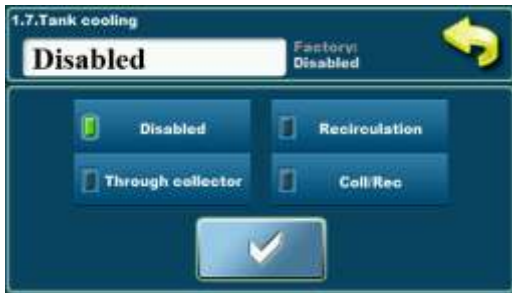 1.7.Tank cooling
Disabled
Factory:
Disabled
Disabled
Recirculation
Through collector
Coll/Rec